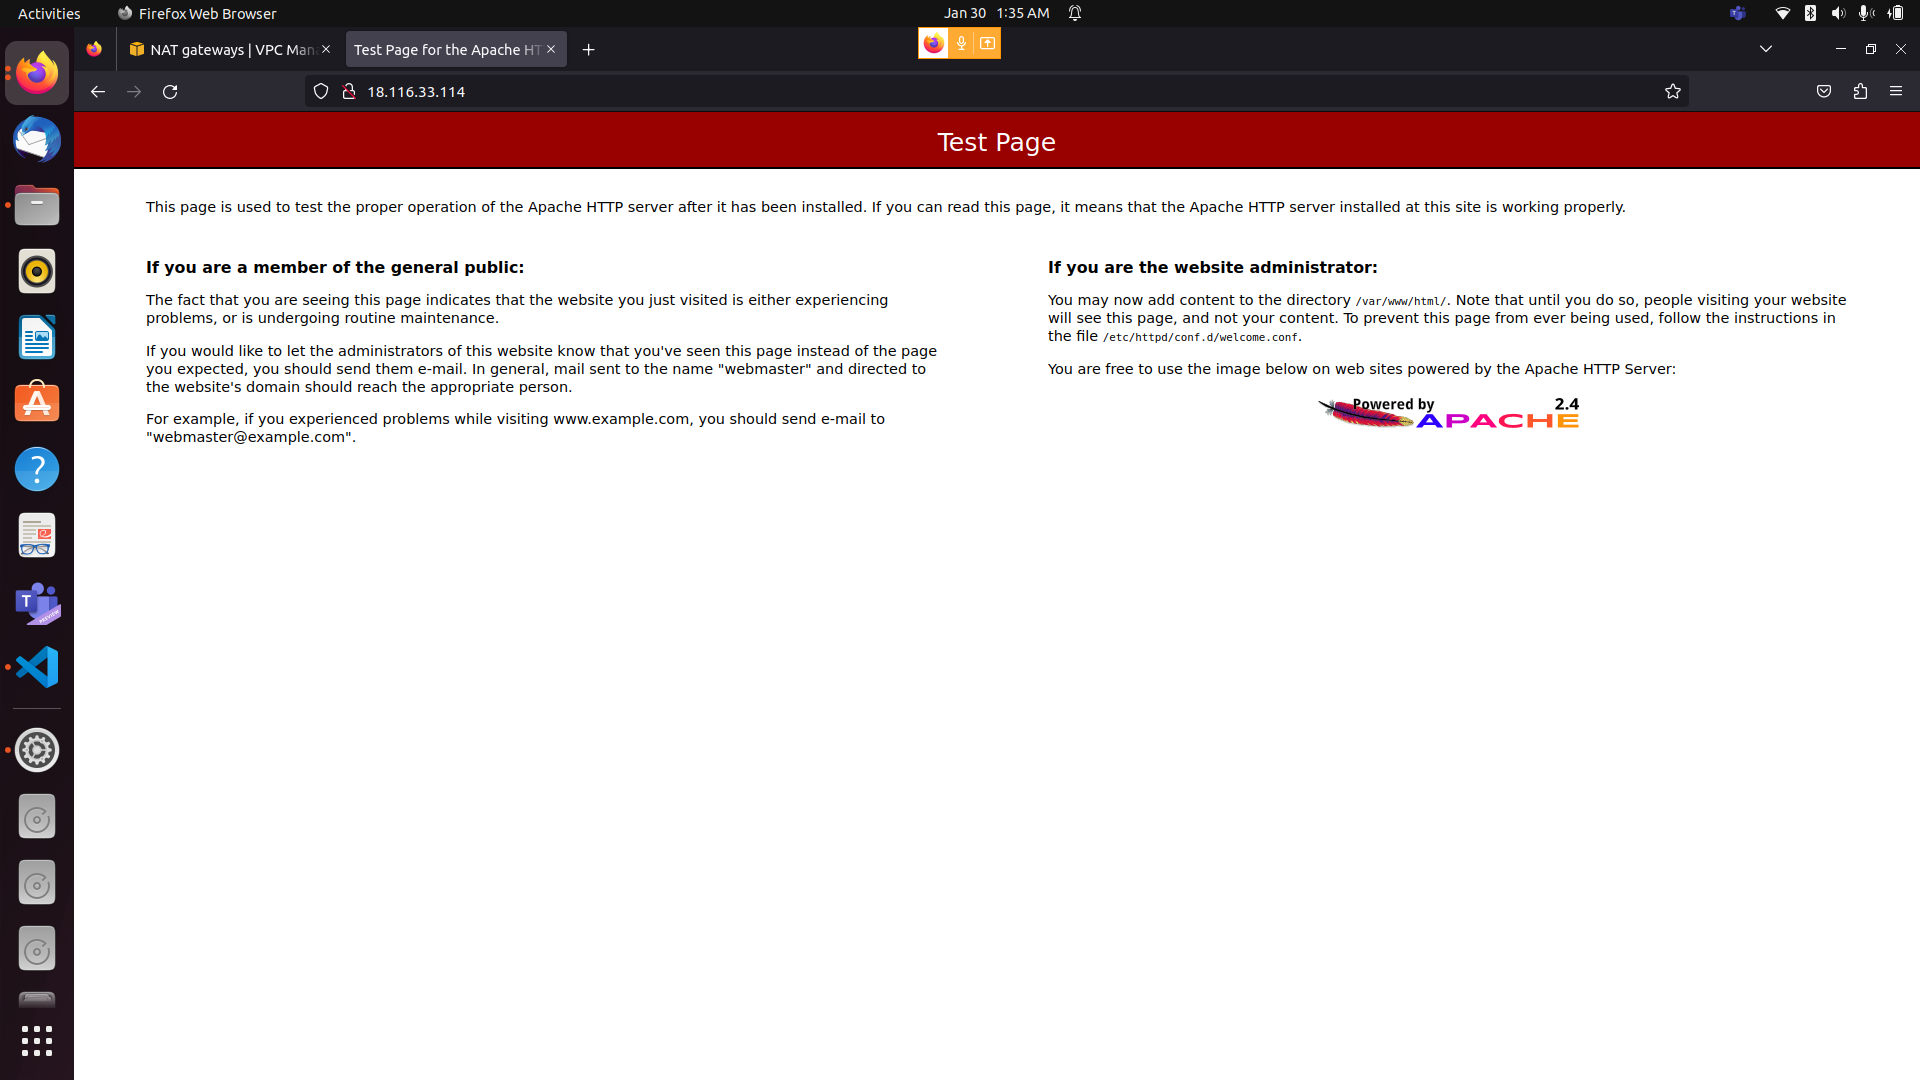 Activities
Firefox Web Browser
Jan 30 1:35 AM
NAT gateways | VPC Man
Test Page for the Apache HT
18.116.33.114
Test Page
This page is used to test the proper operation of the Apache HTTP server after it has been installed. If you can read this page, it means that the Apache HTTP server installed at this site is working properly.
If you are a member of the general public:
The fact that you are seeing this page indicates that the website you just visited is either experiencing
problems, or is undergoing routine maintenance.
If you would like to let the administrators of this website know that you've seen this page instead of the page
you expected, you should send them e-mail. In general, mail sent to the name "webmaster" and directed to
the website's domain should reach the appropriate person.
For example, if you experienced problems while visiting www.example.com, you should send e-mail to
"webmaster@example.com".
If you are the website administrator:
You may now add content to the directory /var/www/html/. Note that until you do so, people visiting your website
will see this page, and not your content. To prevent this page from ever being used, follow the instructions in
the file /etc/httpd/conf.d/welcome.conf.
You are free to use the image below on web sites powered by the Apache HTTP Server:
Powered by 2.4
APACHE